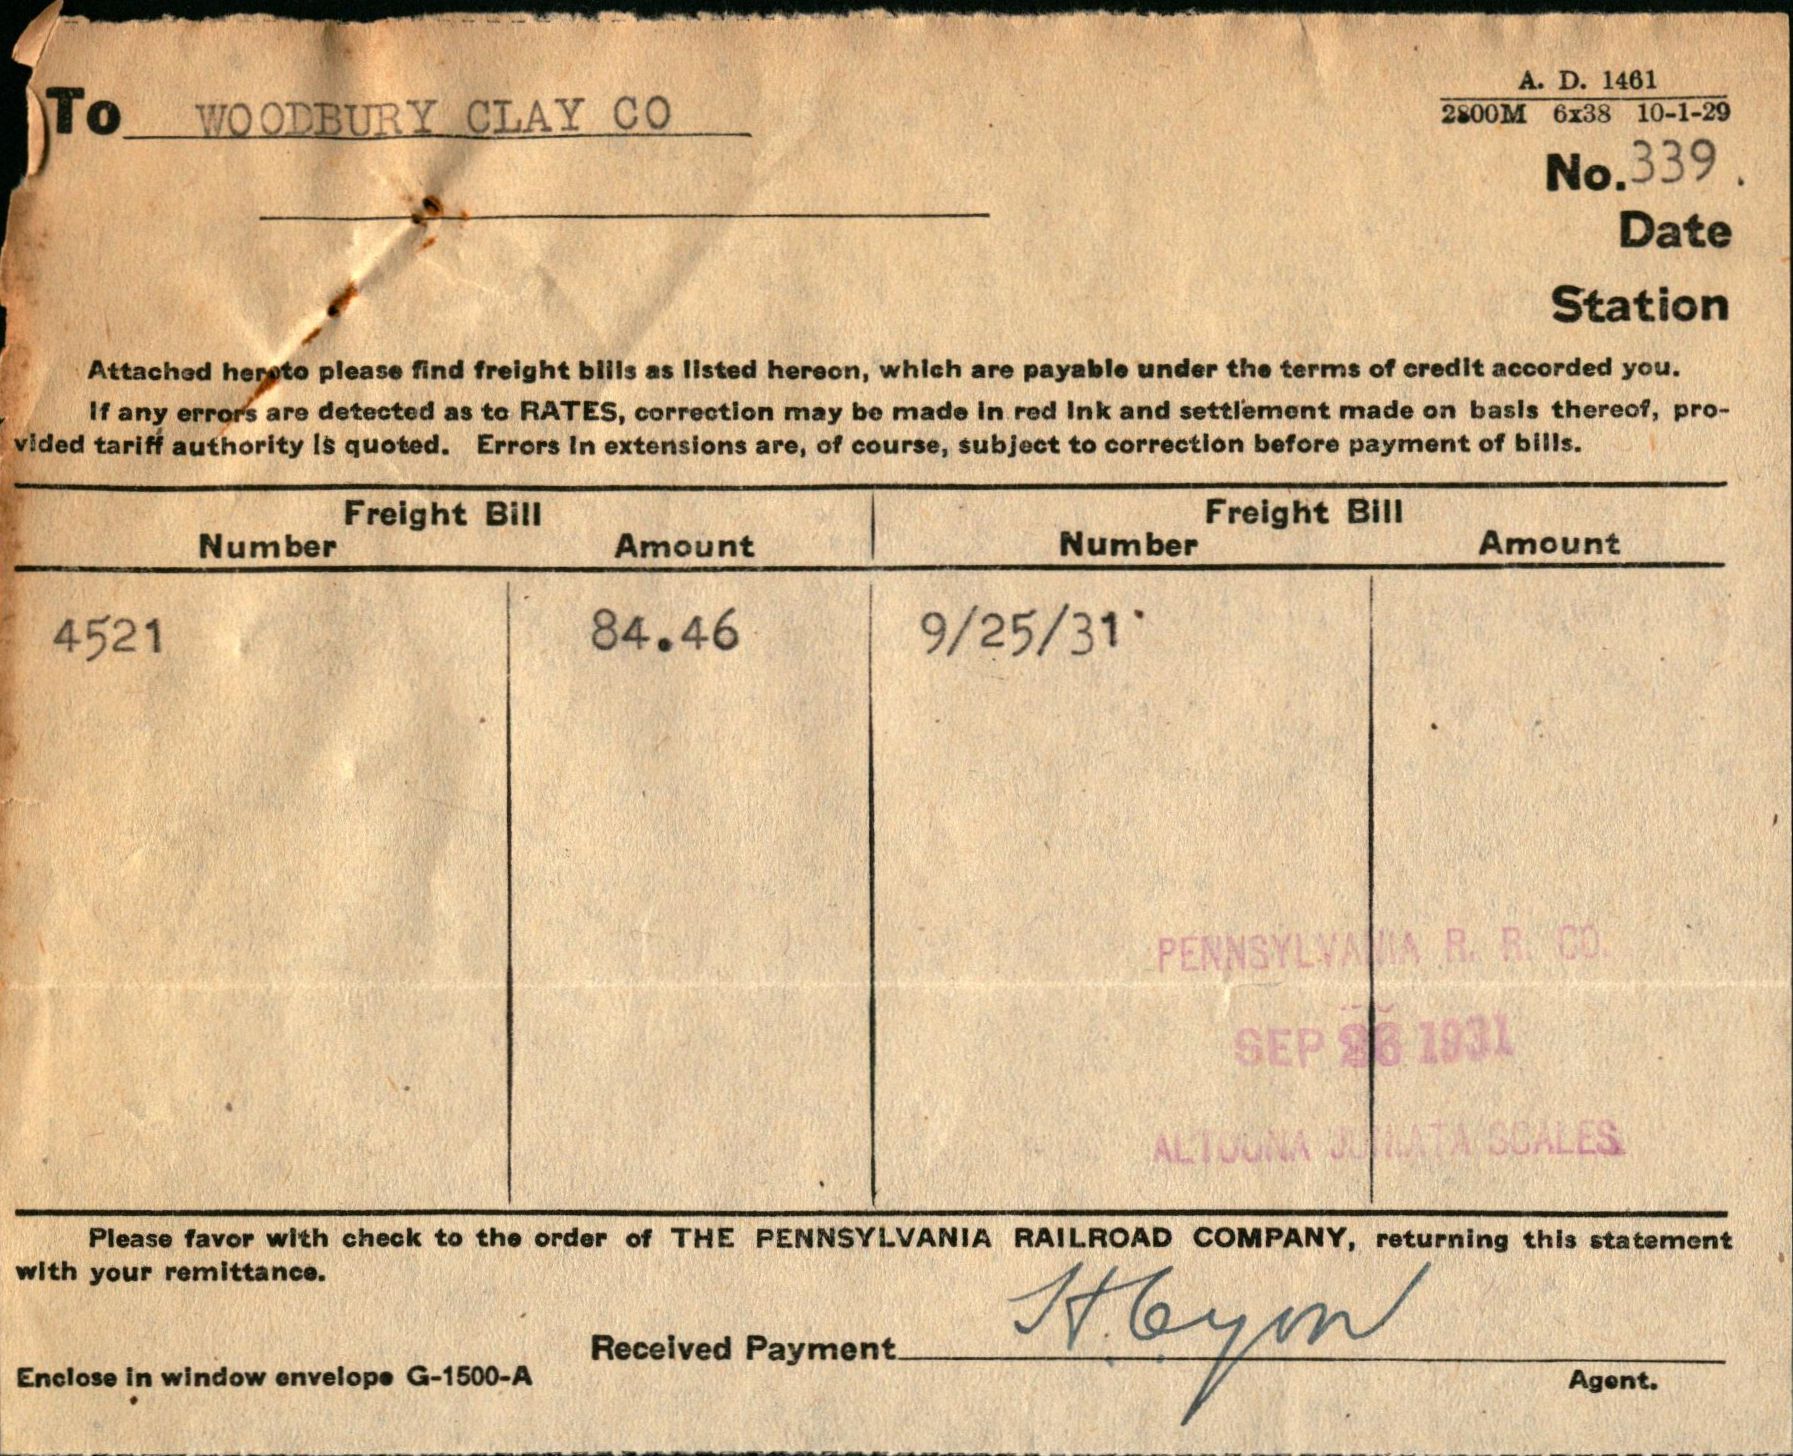 A. D. 1461
To WOODBURY CLAY CO
2800M 6x38 10-1-29
No. 339.
Date
Station
Attached hereto please find freight bills as listed hereon, which are payable under the terms of credit accorded you.
If any errors are detected as to RATES, correction may be made in red ink and settlement made on basis thereof, pro-
vided tariff authority is quoted. Errors in extensions are, of course, subject to correction before payment of bills.
Freight Bill Freight Bill
Number Amount Number Amount
4521 84.46 9/25/31
PENNSYLVANIA R. R. CO.
SEP 1931
ALTOONA JUNIATA SCALES
Please favor with check to the order of THE PENNSYLVANIA RAILROAD COMPANY, returning this statement
with your remittance.
Received Payment
Enclose in window envelope G-1500-A Agent.